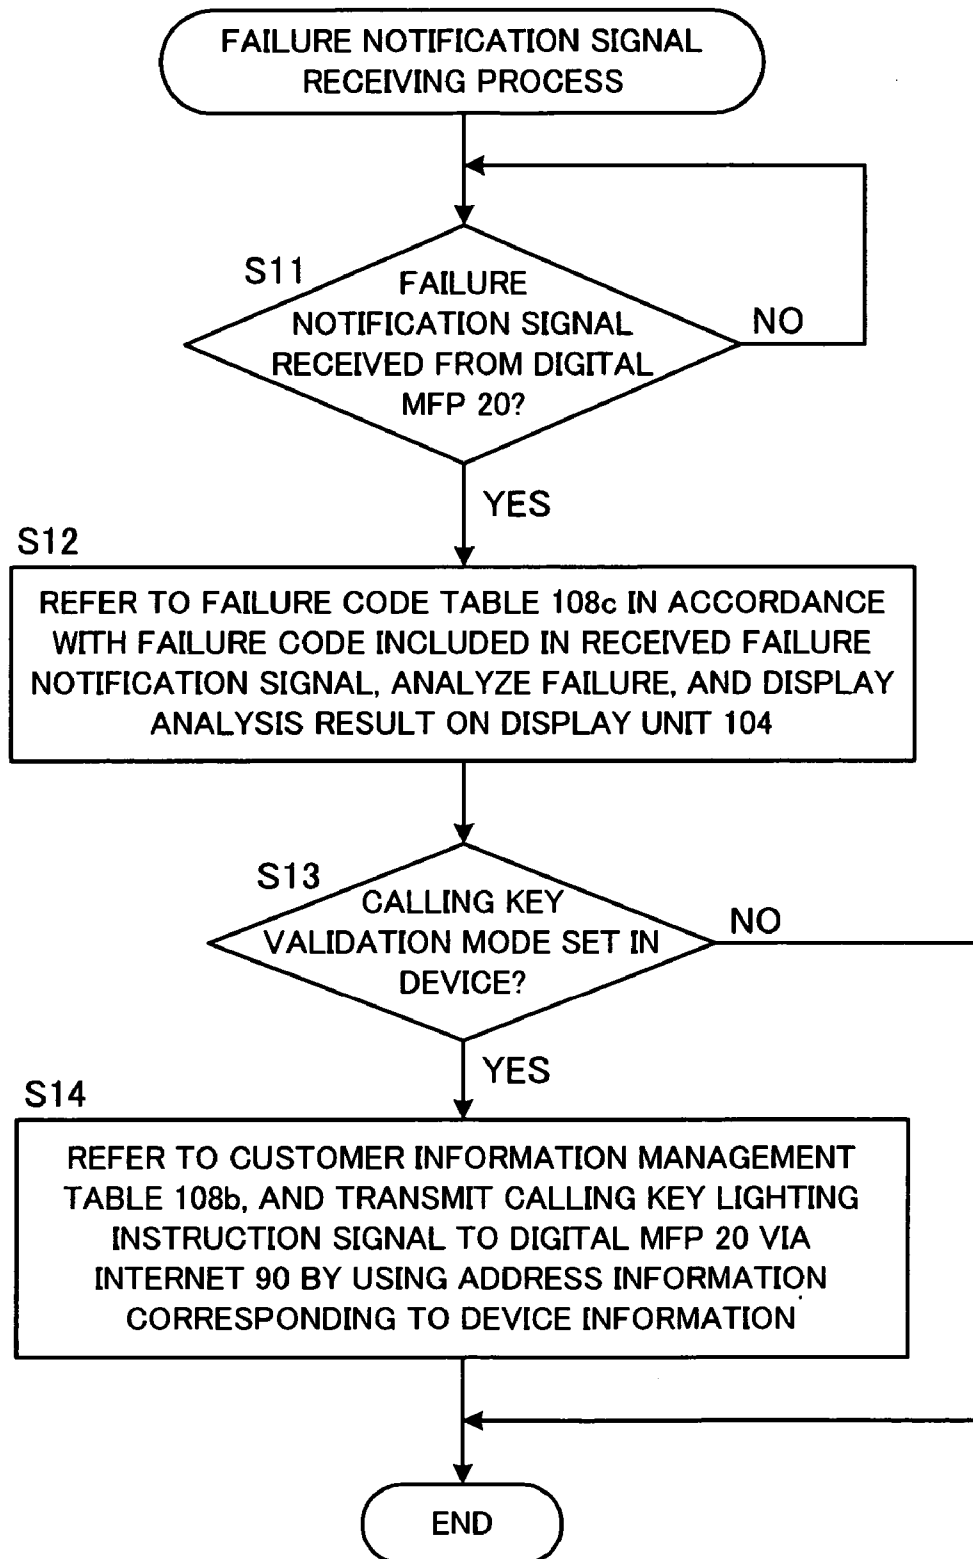 FAILURE NOTIFICATION SIGNAL
RECEIVING PROCESS
S11
FAILURE
NOTIFICATION SIGNAL
RECEIVED FROM DIGITAL
MFP 20?
NO
YES
S12
REFER TO FAILURE CODE TABLE 108c IN ACCORDANCE
WITH FAILURE CODE INCLUDED IN RECEIVED FAILURE
NOTIFICATION SIGNAL, ANALYZE FAILURE, AND DISPLAY
ANALYSIS RESULT ON DISPLAY UNIT 104
S13
CALLING KEY
VALIDATION MODE SET IN
DEVICE?
NO
YES
S14
REFER TO CUSTOMER INFORMATION MANAGEMENT
TABLE 108b, AND TRANSMIT CALLING KEY LIGHTING
INSTRUCTION SIGNAL TO DIGITAL MFP 20 VIA
INTERNET 90 BY USING ADDRESS INFORMATION
CORRESPONDING TO DEVICE INFORMATION
END